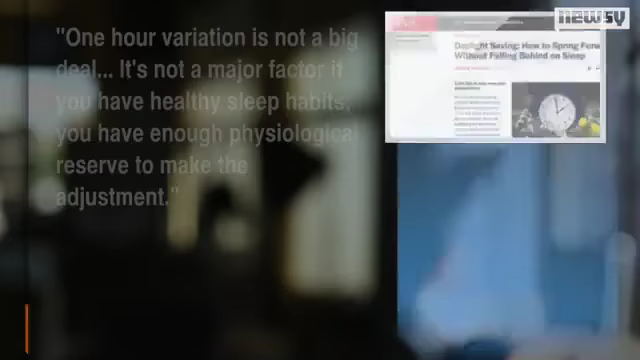 "One hour variation is not a big
deal... It's not a major factor if
you have healthy sleep habits,
you have enough physiological
reserve to make the
adjustment."
newsy
Daylight Saving: How to Spring Forw
Without Falling Behind on Sleep